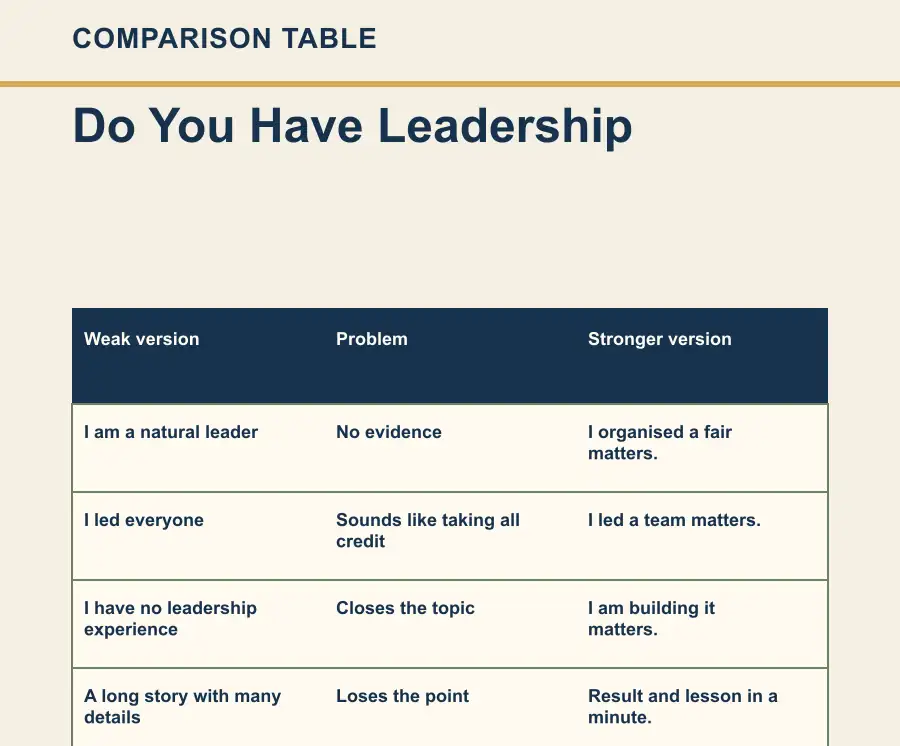 COMPARISON TABLE
Do You Have Leadership
Weak version
Problem
Stronger version
I am a natural leader
No evidence
I organised a fair
matters.
I led everyone
Sounds like taking all
credit
I led a team matters.
I have no leadership
experience
Closes the topic
I am building it
matters.
A long story with many
details
Loses the point
Result and lesson in a
minute.